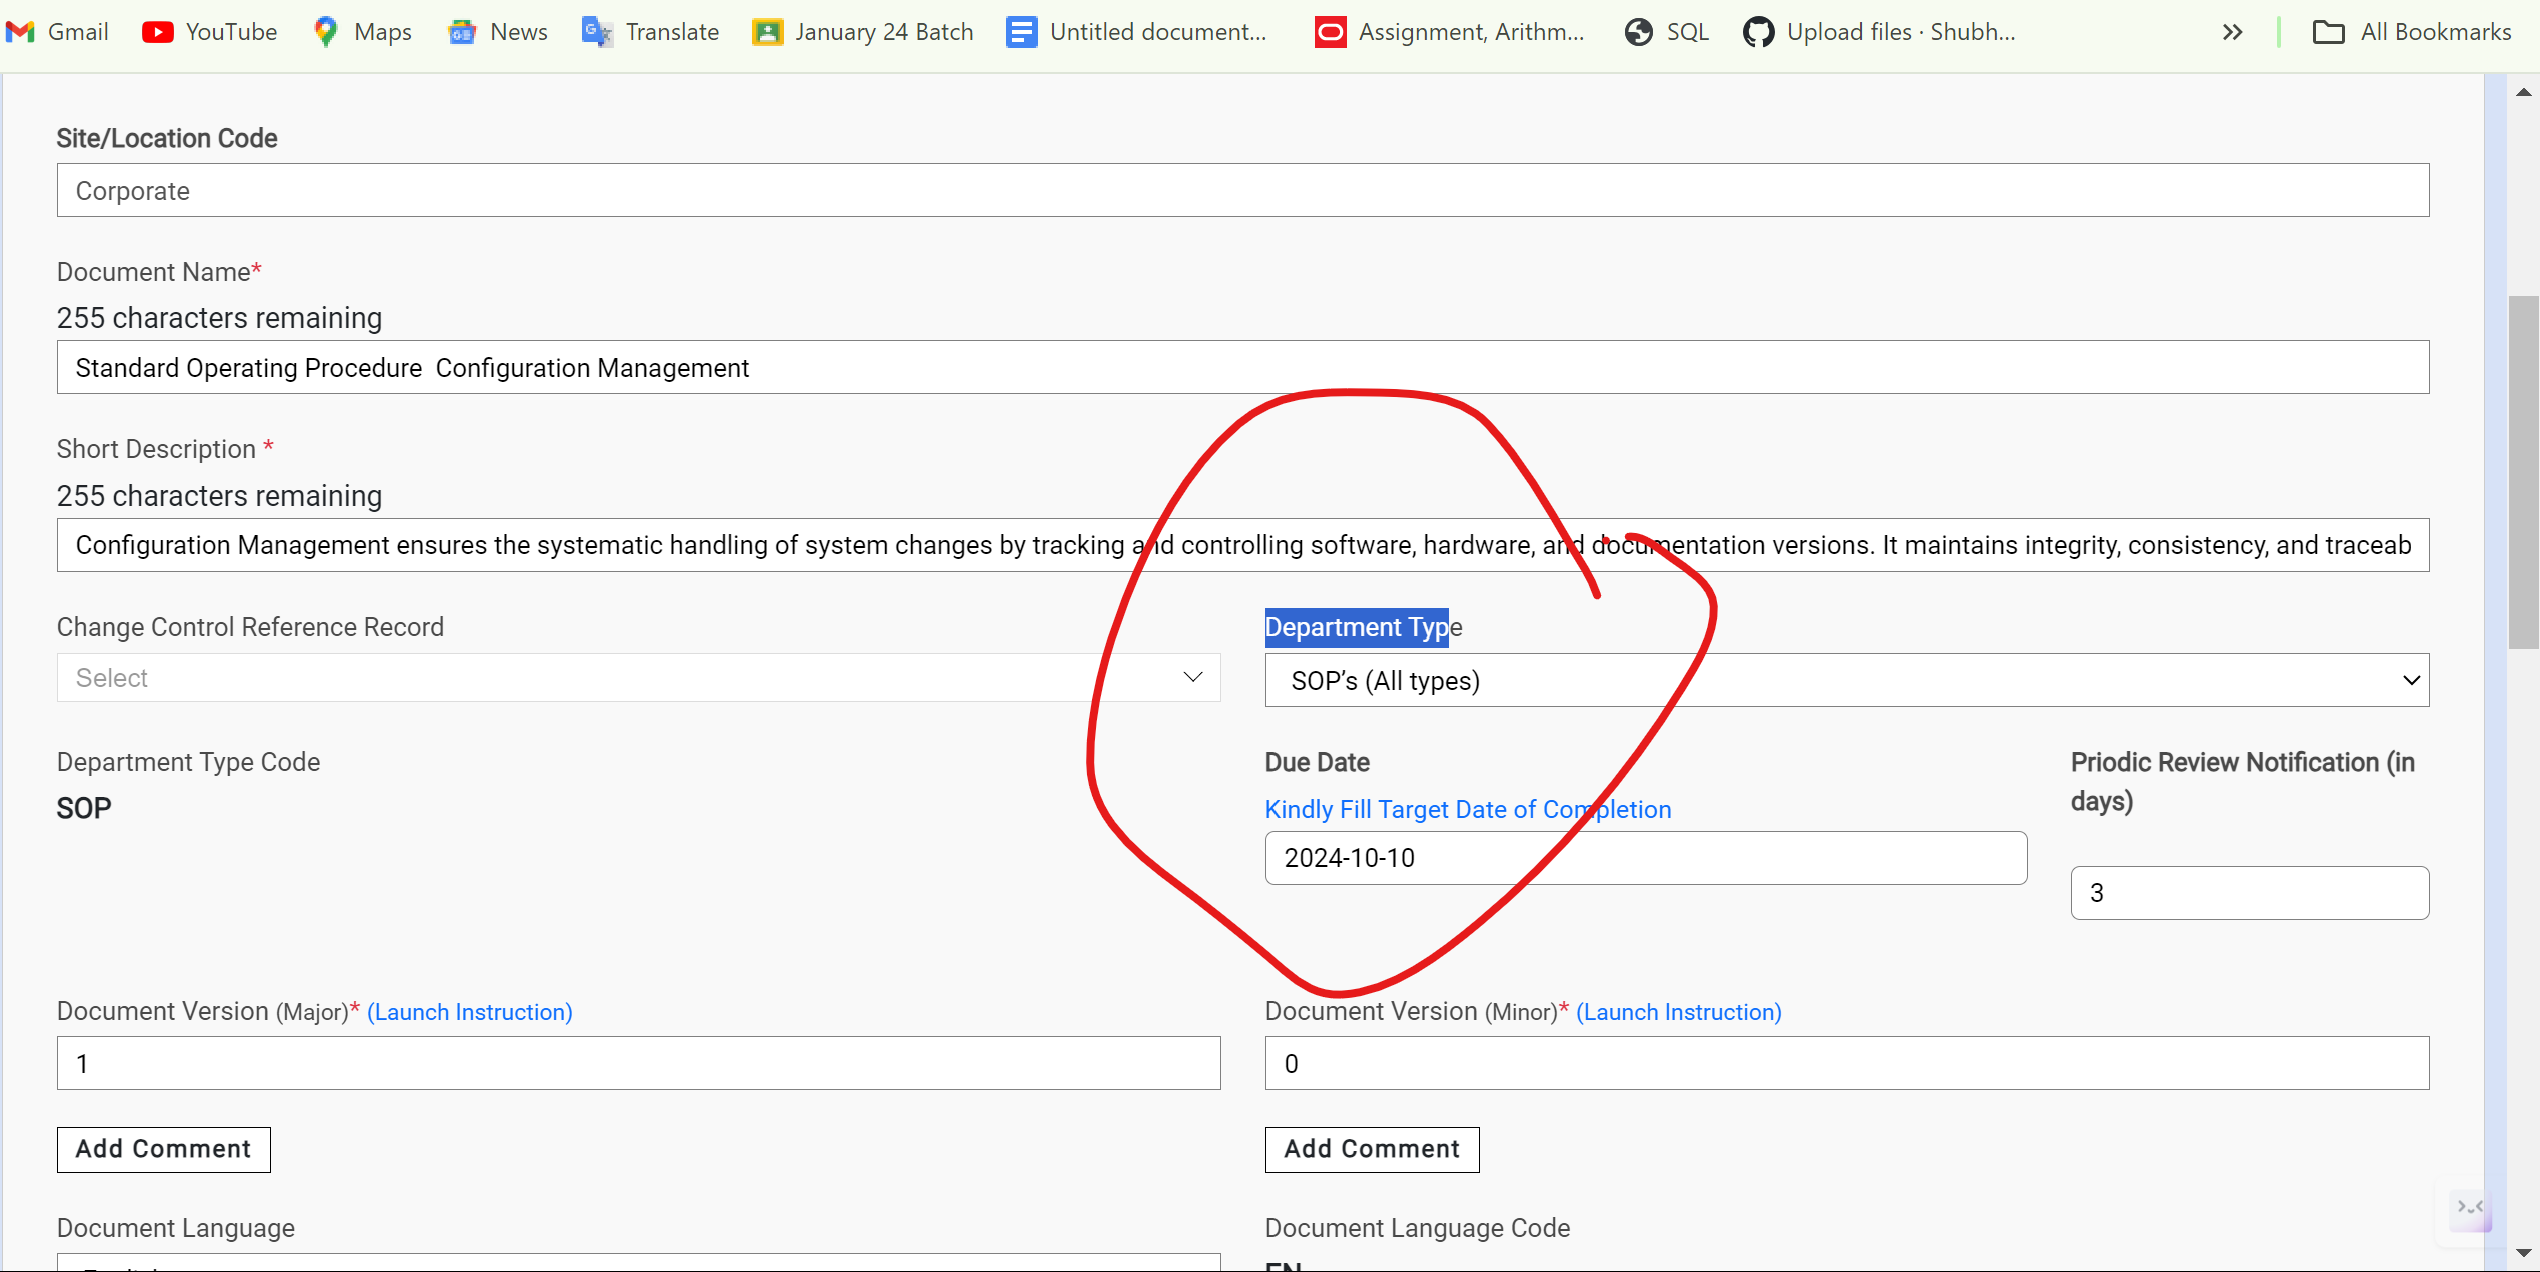 Gmail YouTube Maps News Translate January 24 Batch Untitled document... Assignment, Arithm... SQL Upload files · Shubh... All Bookmarks
Site/Location Code
Corporate
Document Name*
255 characters remaining
Standard Operating Procedure  Configuration Management
Short Description *
255 characters remaining
Configuration Management ensures the systematic handling of system changes by tracking and controlling software, hardware, and documentation versions. It maintains integrity, consistency, and traceab
Change Control Reference Record
Select
Department Type
SOP’s (All types)
Department Type Code
SOP
Due Date
Kindly Fill Target Date of Completion
2024-10-10
Priodic Review Notification (in
days)
3
Document Version (Major)* (Launch Instruction)
1
Document Version (Minor)* (Launch Instruction)
0
Add Comment
Add Comment
Document Language
Document Language Code
EN